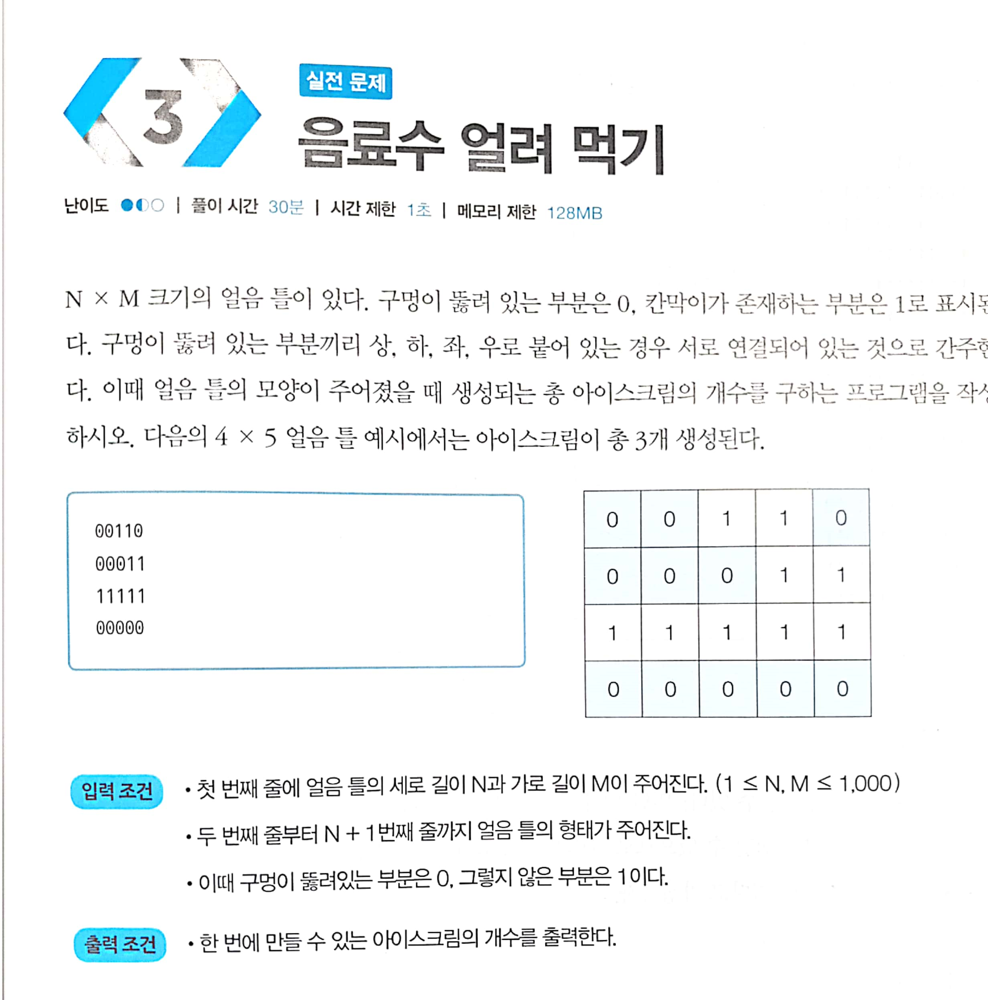 3
실전 문제
음료수 얼려 먹기
난이도 | 풀이 시간 30분 | 시간 제한 1초 | 메모리 제한 128MB
N × M 크기의 얼음 틀이 있다. 구멍이 뚫려 있는 부분은 0, 칸막이가 존재하는 부분은 1로
다. 구멍이 뚫려 있는 부분끼리 상, 하, 좌, 우로 붙어 있는 경우 서로 연결되어 있는 것으로
다. 이때 얼음 틀의 모양이 주어졌을 때 생성되는 총 아이스크림의 개수를 구하는 프로그램을
하시오. 다음의 4 × 5 얼음 틀 예시에서는 아이스크림이 총 3개 생성된다.
00110
00011
11111
00000
0 0 1 1 0
0 0 0 1 1
1 1 1 1 1
0 0 0 0 0
입력 조건 • 첫 번째 줄에 얼음 틀의 세로 길이 N과 가로 길이 M이 주어진다. (1 ≤ N, M ≤ 1,000)
• 두 번째 줄부터 N + 1번째 줄까지 얼음 틀의 형태가 주어진다.
• 이때 구멍이 뚫려있는 부분은 0, 그렇지 않은 부분은 1이다.
출력 조건 • 한 번에 만들 수 있는 아이스크림의 개수를 출력한다.